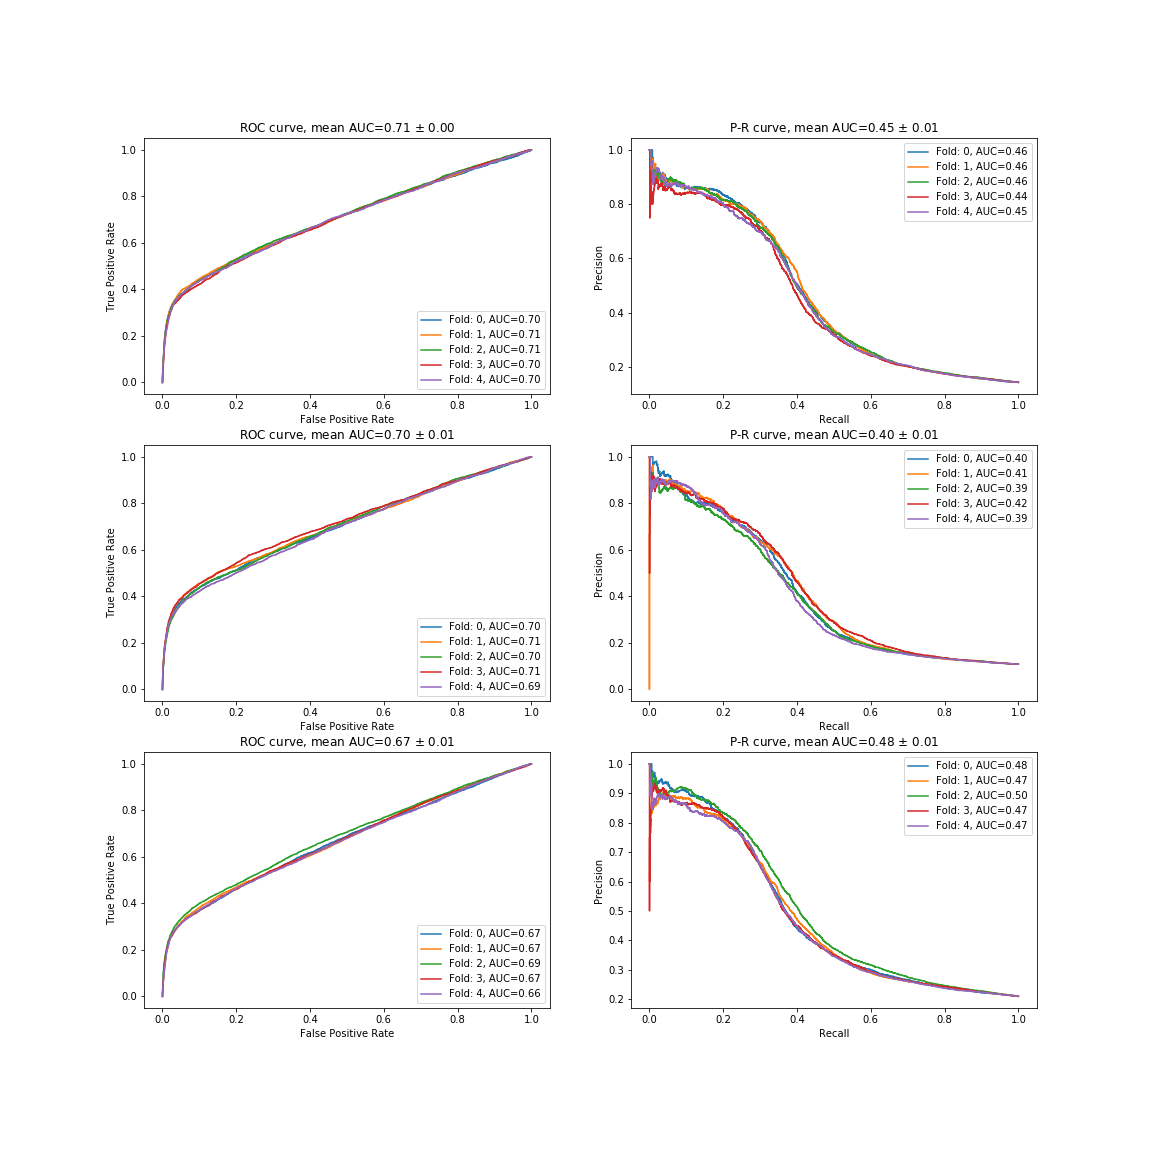 ROC curve, mean AUC=0.71 ± 0.00
True Positive Rate
1.0
0.8
0.6
0.4
0.2
0.0
Fold: 0, AUC=0.70
Fold: 1, AUC=0.71
Fold: 2, AUC=0.71
Fold: 3, AUC=0.70
Fold: 4, AUC=0.70
0.0 0.2 0.4 0.6 0.8 1.0
False Positive Rate
P-R curve, mean AUC=0.45 ± 0.01
Precision
1.0
0.8
0.6
0.4
0.2
Fold: 0, AUC=0.46
Fold: 1, AUC=0.46
Fold: 2, AUC=0.46
Fold: 3, AUC=0.44
Fold: 4, AUC=0.45
0.0 0.2 0.4 0.6 0.8 1.0
Recall
ROC curve, mean AUC=0.70 ± 0.01
True Positive Rate
1.0
0.8
0.6
0.4
0.2
0.0
Fold: 0, AUC=0.70
Fold: 1, AUC=0.71
Fold: 2, AUC=0.70
Fold: 3, AUC=0.71
Fold: 4, AUC=0.69
0.0 0.2 0.4 0.6 0.8 1.0
False Positive Rate
P-R curve, mean AUC=0.40 ± 0.01
Precision
1.0
0.8
0.6
0.4
0.2
0.0
Fold: 0, AUC=0.40
Fold: 1, AUC=0.41
Fold: 2, AUC=0.39
Fold: 3, AUC=0.42
Fold: 4, AUC=0.39
0.0 0.2 0.4 0.6 0.8 1.0
Recall
ROC curve, mean AUC=0.67 ± 0.01
True Positive Rate
1.0
0.8
0.6
0.4
0.2
0.0
Fold: 0, AUC=0.67
Fold: 1, AUC=0.67
Fold: 2, AUC=0.69
Fold: 3, AUC=0.67
Fold: 4, AUC=0.66
0.0 0.2 0.4 0.6 0.8 1.0
False Positive Rate
P-R curve, mean AUC=0.48 ± 0.01
Precision
1.0
0.9
0.8
0.7
0.6
0.5
0.4
0.3
0.2
Fold: 0, AUC=0.48
Fold: 1, AUC=0.47
Fold: 2, AUC=0.50
Fold: 3, AUC=0.47
Fold: 4, AUC=0.47
0.0 0.2 0.4 0.6 0.8 1.0
Recall